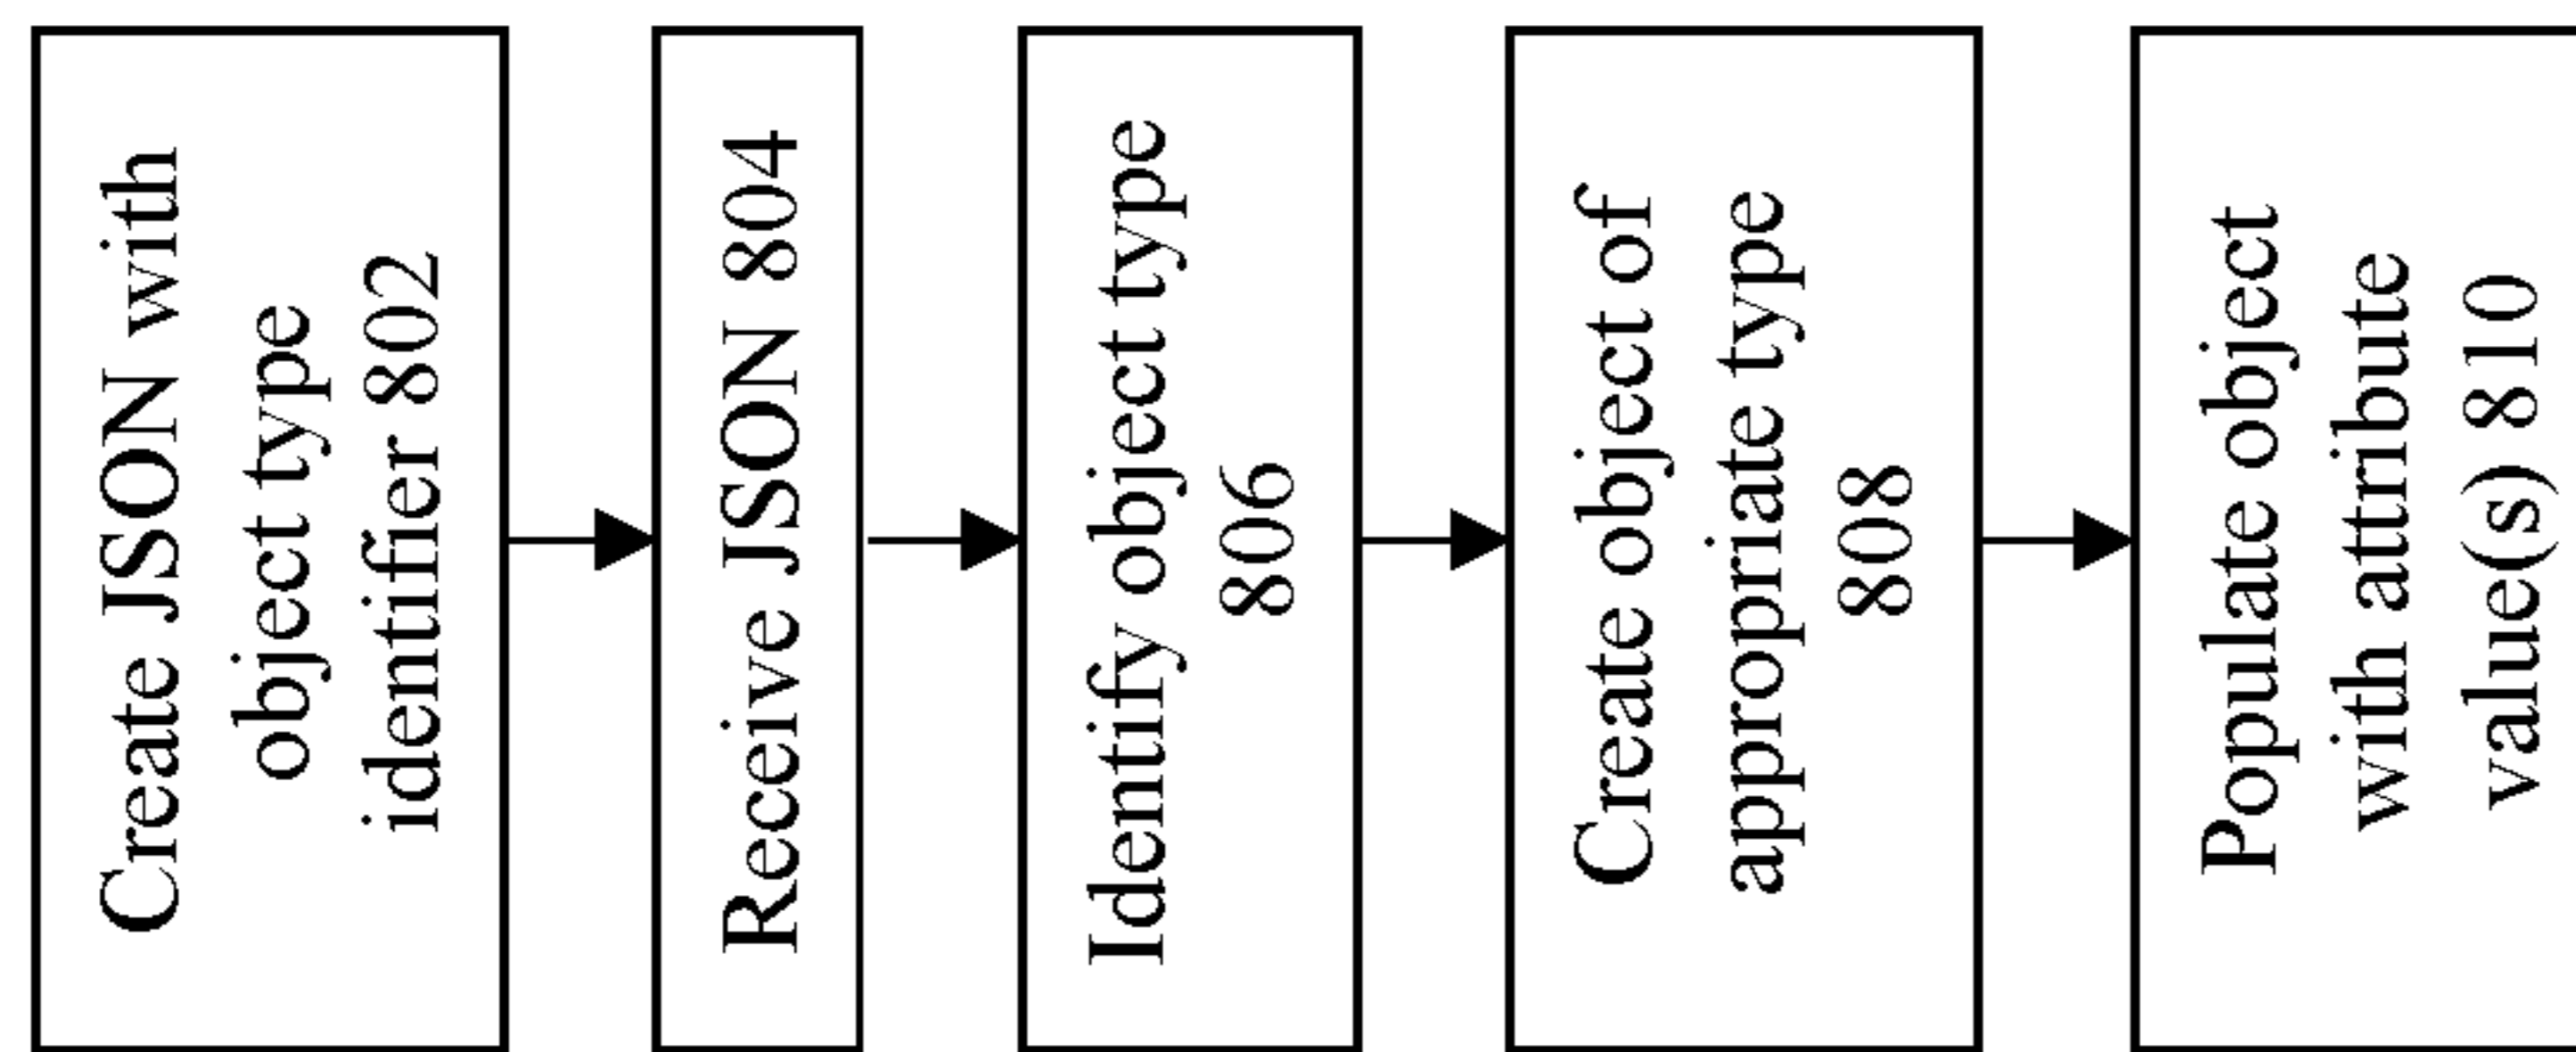 Create JSON with
object type
identifier 802
Receive JSON 804
Identify object type
806
Create object of
appropriate type
808
Populate object
with attribute
value(s) 810